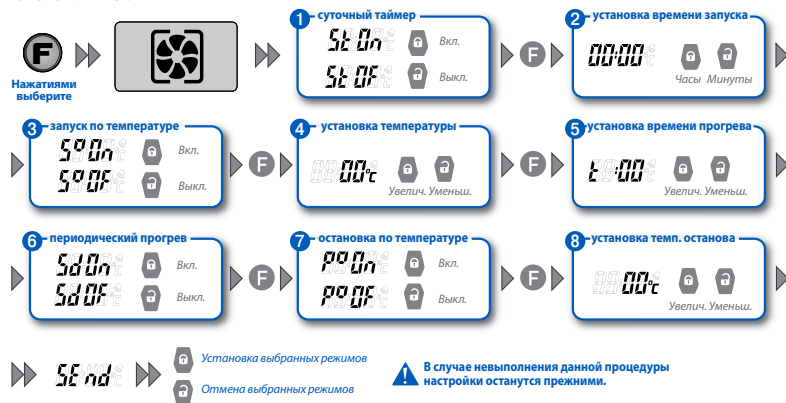 F
Нажатиями
выберите
1 суточный таймер
St On Вкл.
St OF Выкл.
F
2 установка времени запуска
00:00
Часы Минуты
3 запуск по температуре
S°On Вкл.
S°OF Выкл.
F
4 установка температуры
00°c
Увелич. Уменьш.
F
5 установка времени прогрева
t :00
Увелич. Уменьш.
6 периодический прогрев
Sd On Вкл.
Sd OF Выкл.
F
7 остановка по температуре
P°On Вкл.
P°OF Выкл.
F
8 установка темп. останова
00°c
Увелич. Уменьш.
SEnd
Установка выбранных режимов
Отмена выбранных режимов
В случае невыполнения данной процедуры
настройки останутся прежними.